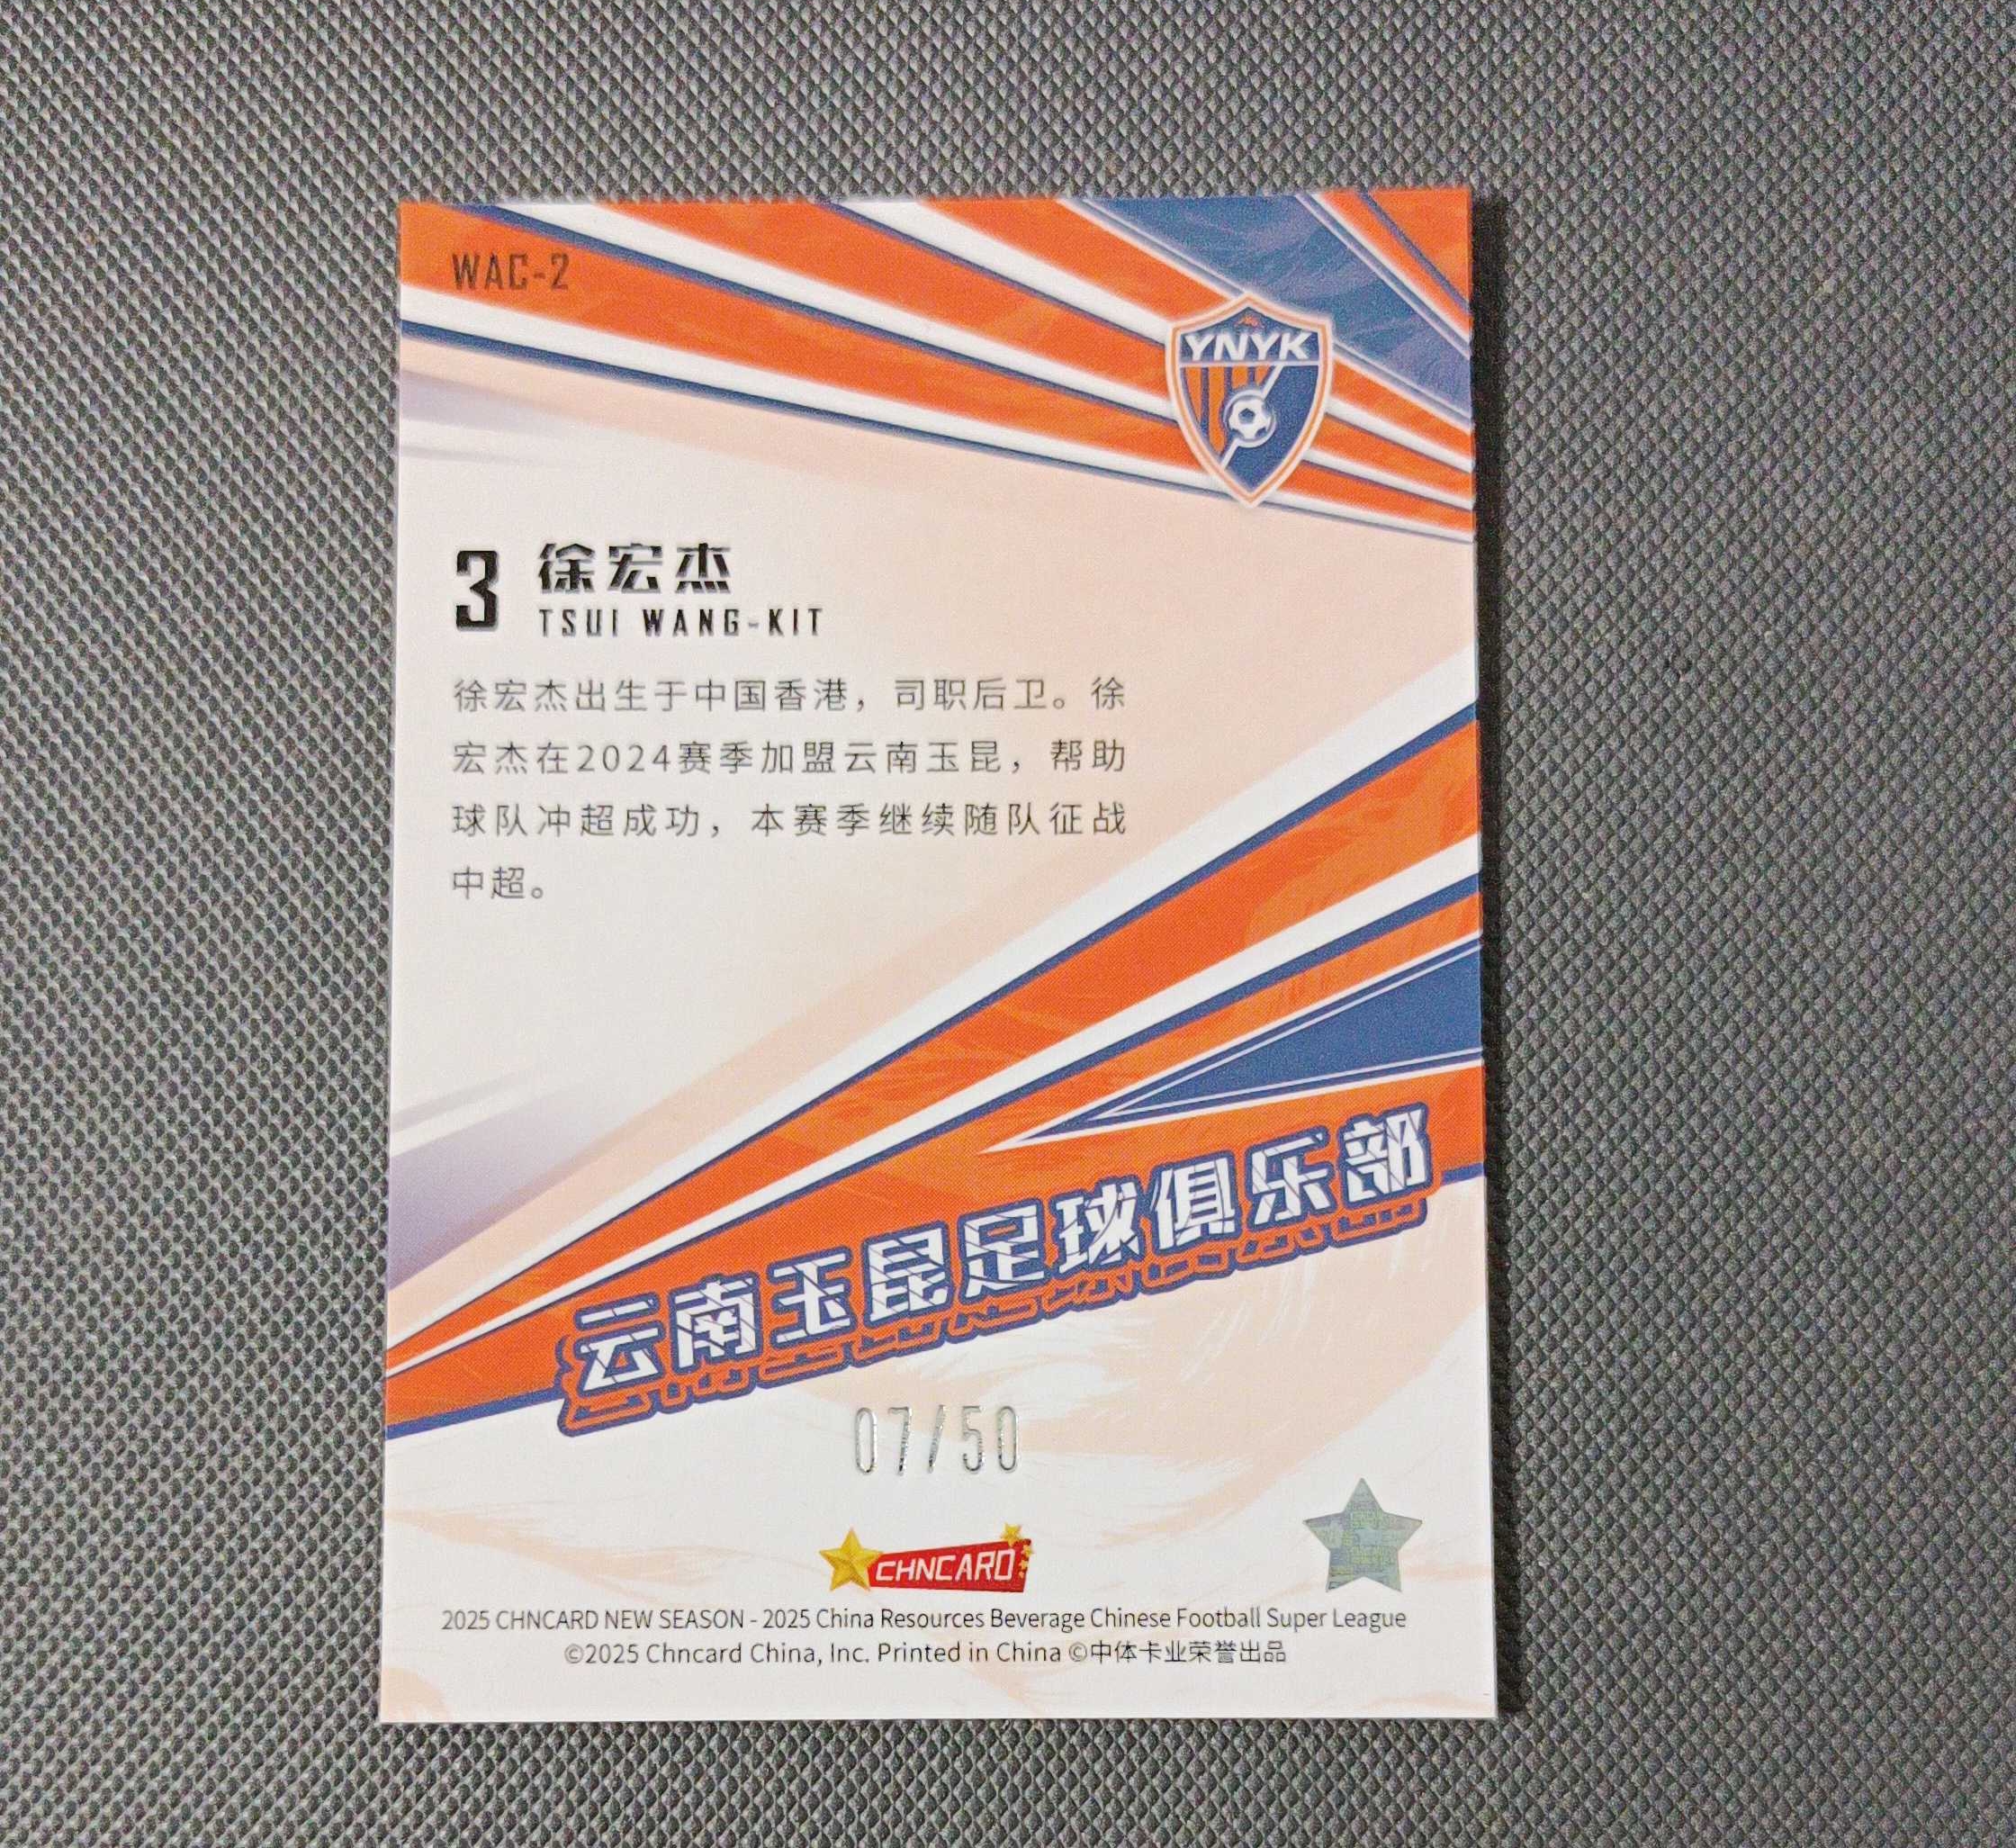 WAC-2
YNYK
3 徐宏杰
TSUI WANG-KIT
徐宏杰出生于中国香港，司职后卫。徐
宏杰在2024赛季加盟云南玉昆，帮助
球队冲超成功，本赛季继续随队征战
中超。
云南玉昆足球俱乐部
07/50
CHNCARD
2025 CHNCARD NEW SEASON - 2025 China Resources Beverage Chinese Football Super League
©2025 Chncard China, Inc. Printed in China ©中体卡业荣誉出品